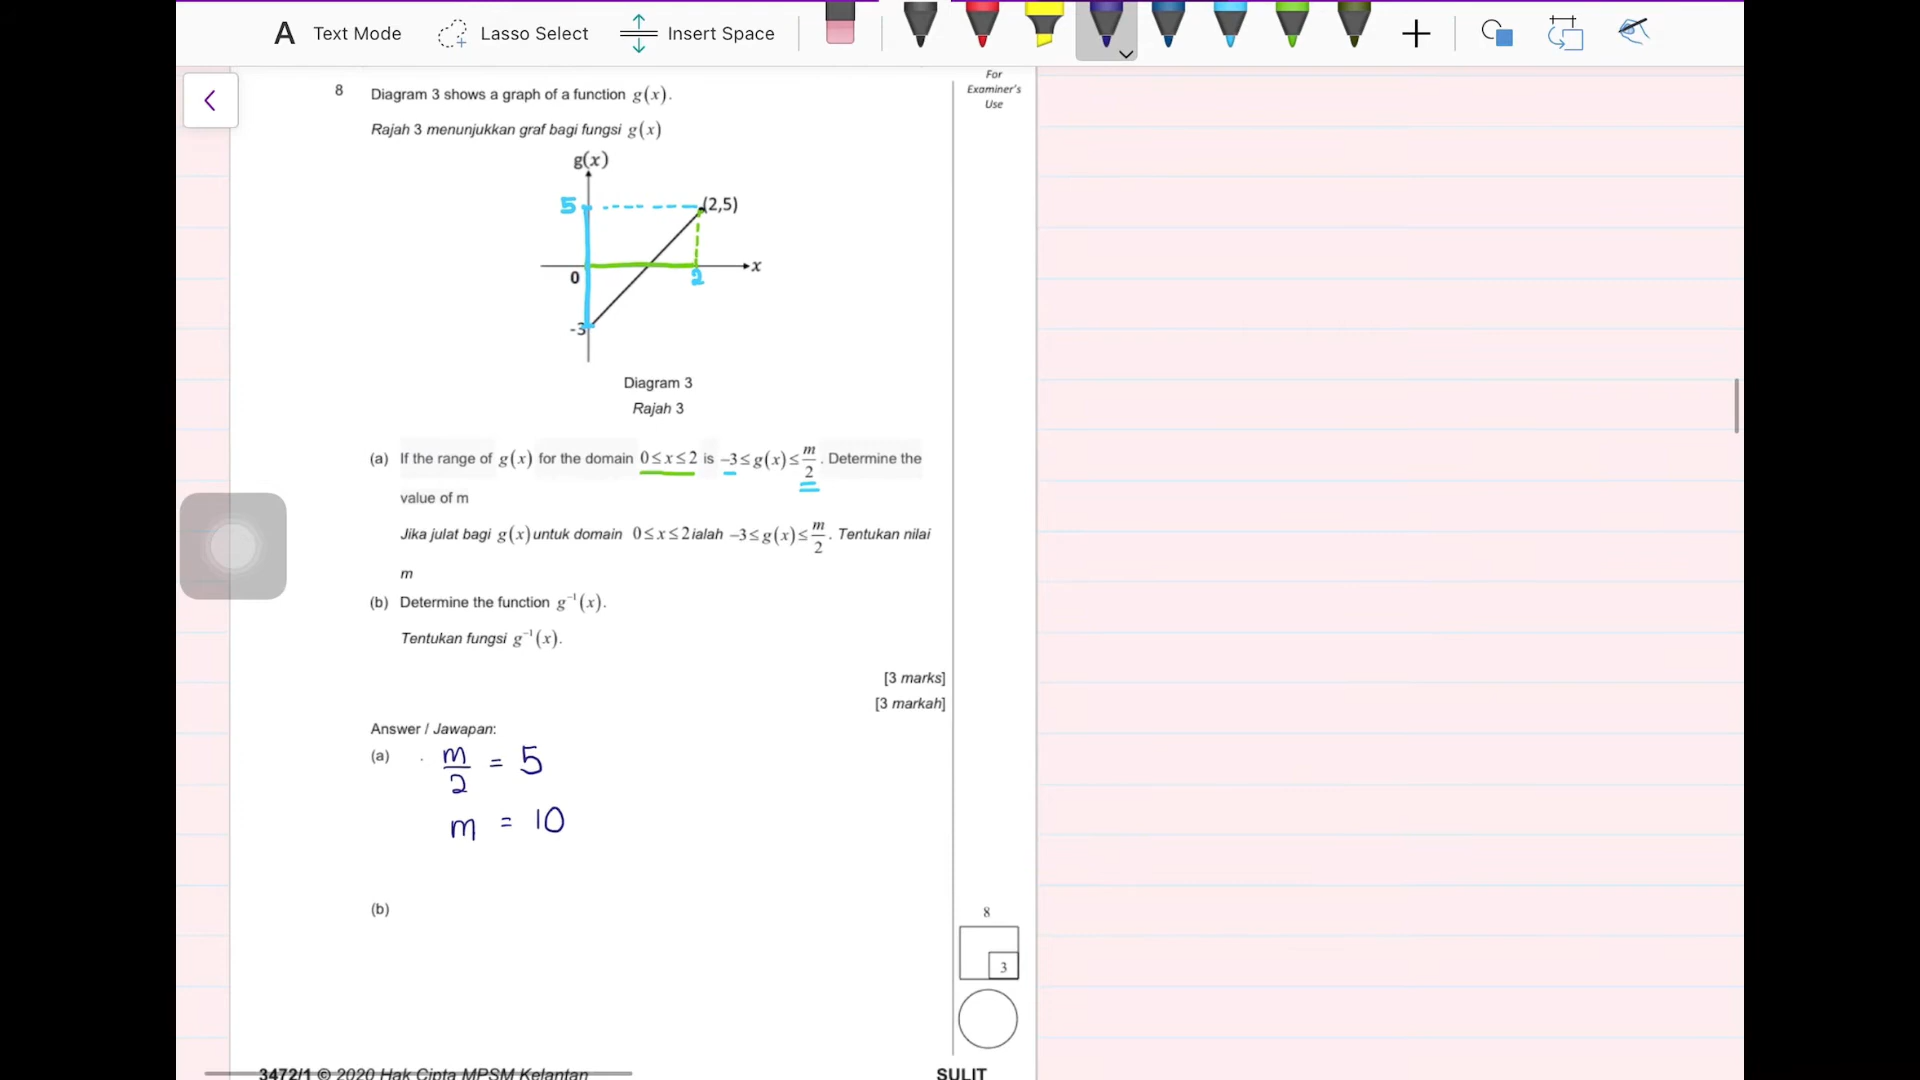 A Text Mode Lasso Select Insert Space
For
Examiner's
Use
8 Diagram 3 shows a graph of a function g(x).
Rajah 3 menunjukkan graf bagi fungsi g(x)
g(x)
5
(2,5)
x
0
2
-3
Diagram 3
Rajah 3
(a) If the range of g(x) for the domain 0≤x≤2 is −3≤g(x)≤m/2. Determine the
value of m
Jika julat bagi g(x) untuk domain 0≤x≤2 ialah −3≤g(x)≤m/2. Tentukan nilai
m
(b) Determine the function g⁻¹(x).
Tentukan fungsi g⁻¹(x).
[3 marks]
[3 markah]
Answer / Jawapan:
(a) m/2 = 5
m = 10
(b)
8
3
3472/1 © 2020 Hak Cipta MPSM Kelantan SULIT